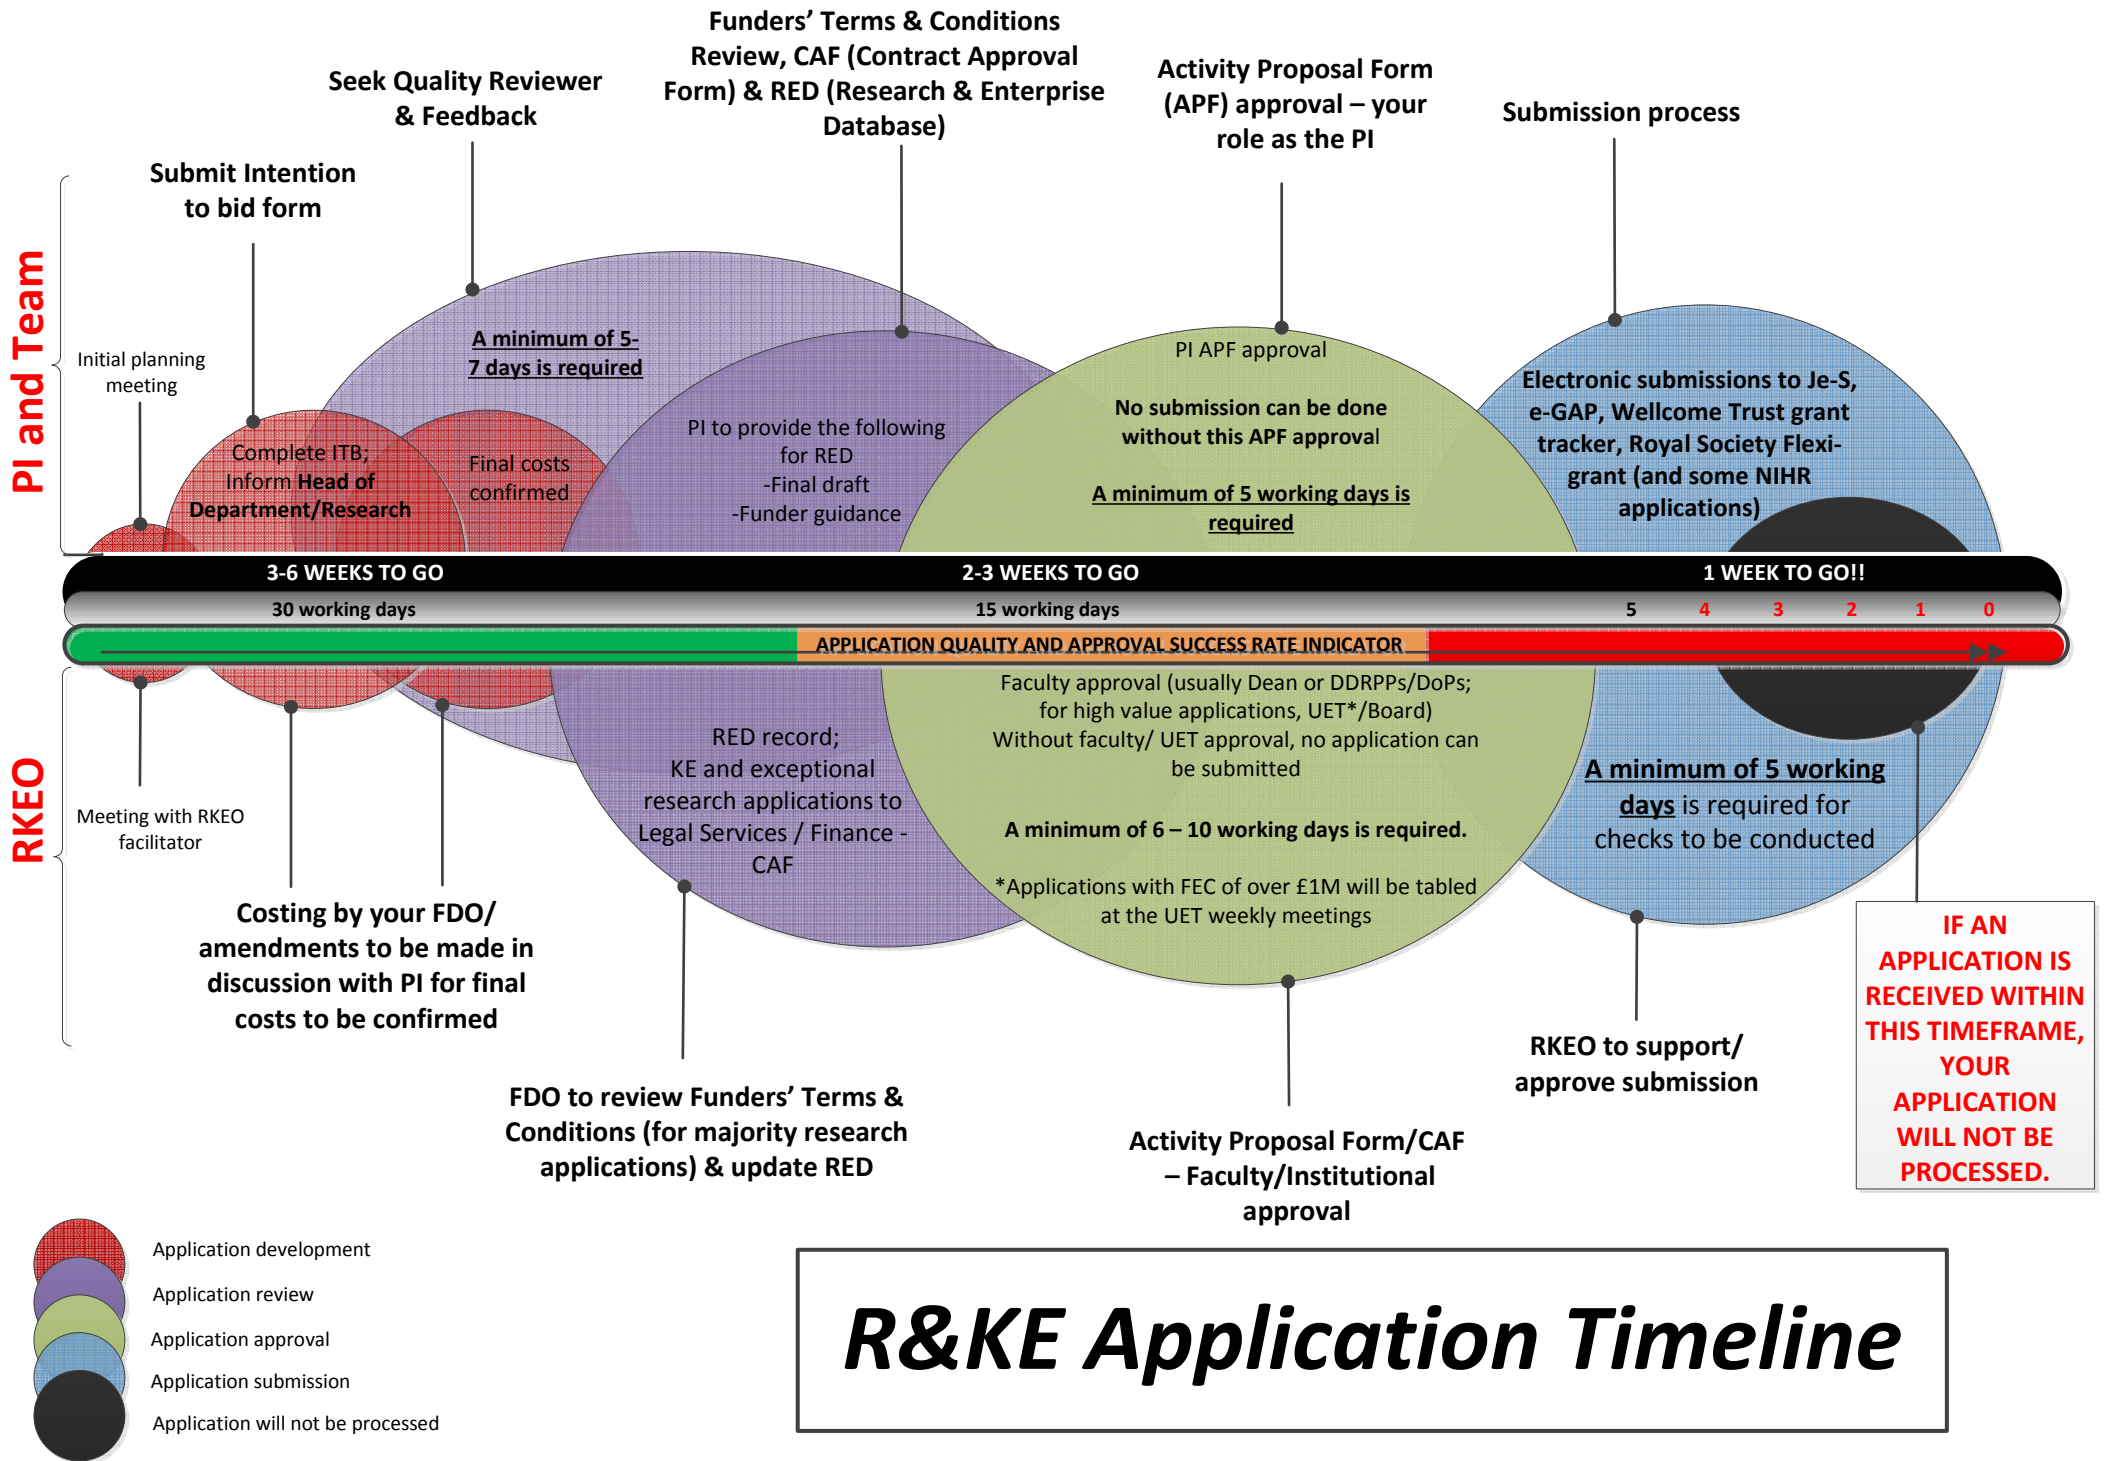 Funders’ Terms & Conditions
Review, CAF (Contract Approval
Form) & RED (Research & Enterprise
Database)
Seek Quality Reviewer
& Feedback
Activity Proposal Form
(APF) approval – your
role as the PI
Submission process
Submit Intention
to bid form
PI and Team
Initial planning
meeting
A minimum of 5-
7 days is required
Complete ITB;
Inform Head of
Department/Research
Final costs
confirmed
PI to provide the following
for RED
-Final draft
-Funder guidance
PI APF approval
No submission can be done
without this APF approval
A minimum of 5 working days is
required
Electronic submissions to Je-S,
e-GAP, Wellcome Trust grant
tracker, Royal Society Flexi-
grant (and some NIHR
applications)
3-6 WEEKS TO GO
2-3 WEEKS TO GO
1 WEEK TO GO!!
30 working days
15 working days
5 4 3 2 1 0
APPLICATION QUALITY AND APPROVAL SUCCESS RATE INDICATOR
RKEO
Meeting with RKEO
facilitator
Costing by your FDO/
amendments to be made in
discussion with PI for final
costs to be confirmed
RED record;
KE and exceptional
research applications to
Legal Services / Finance -
CAF
FDO to review Funders’ Terms &
Conditions (for majority research
applications) & update RED
Faculty approval (usually Dean or DDRPPs/DoPs;
for high value applications, UET*/Board)
Without faculty/ UET approval, no application can
be submitted
A minimum of 6 – 10 working days is required.
*Applications with FEC of over £1M will be tabled
at the UET weekly meetings
Activity Proposal Form/CAF
– Faculty/Institutional
approval
A minimum of 5 working
days is required for
checks to be conducted
RKEO to support/
approve submission
IF AN
APPLICATION IS
RECEIVED WITHIN
THIS TIMEFRAME,
YOUR
APPLICATION
WILL NOT BE
PROCESSED.
Application development
Application review
Application approval
Application submission
Application will not be processed
R&KE Application Timeline